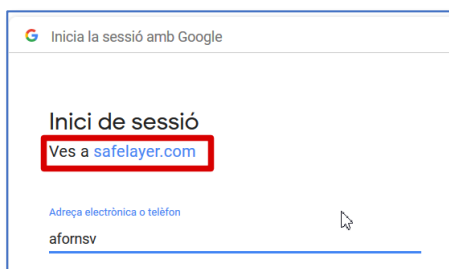 Inicia la sessió amb Google
Inici de sessió
Ves a safelayer.com
Adreça electrònica o telèfon
afornsv